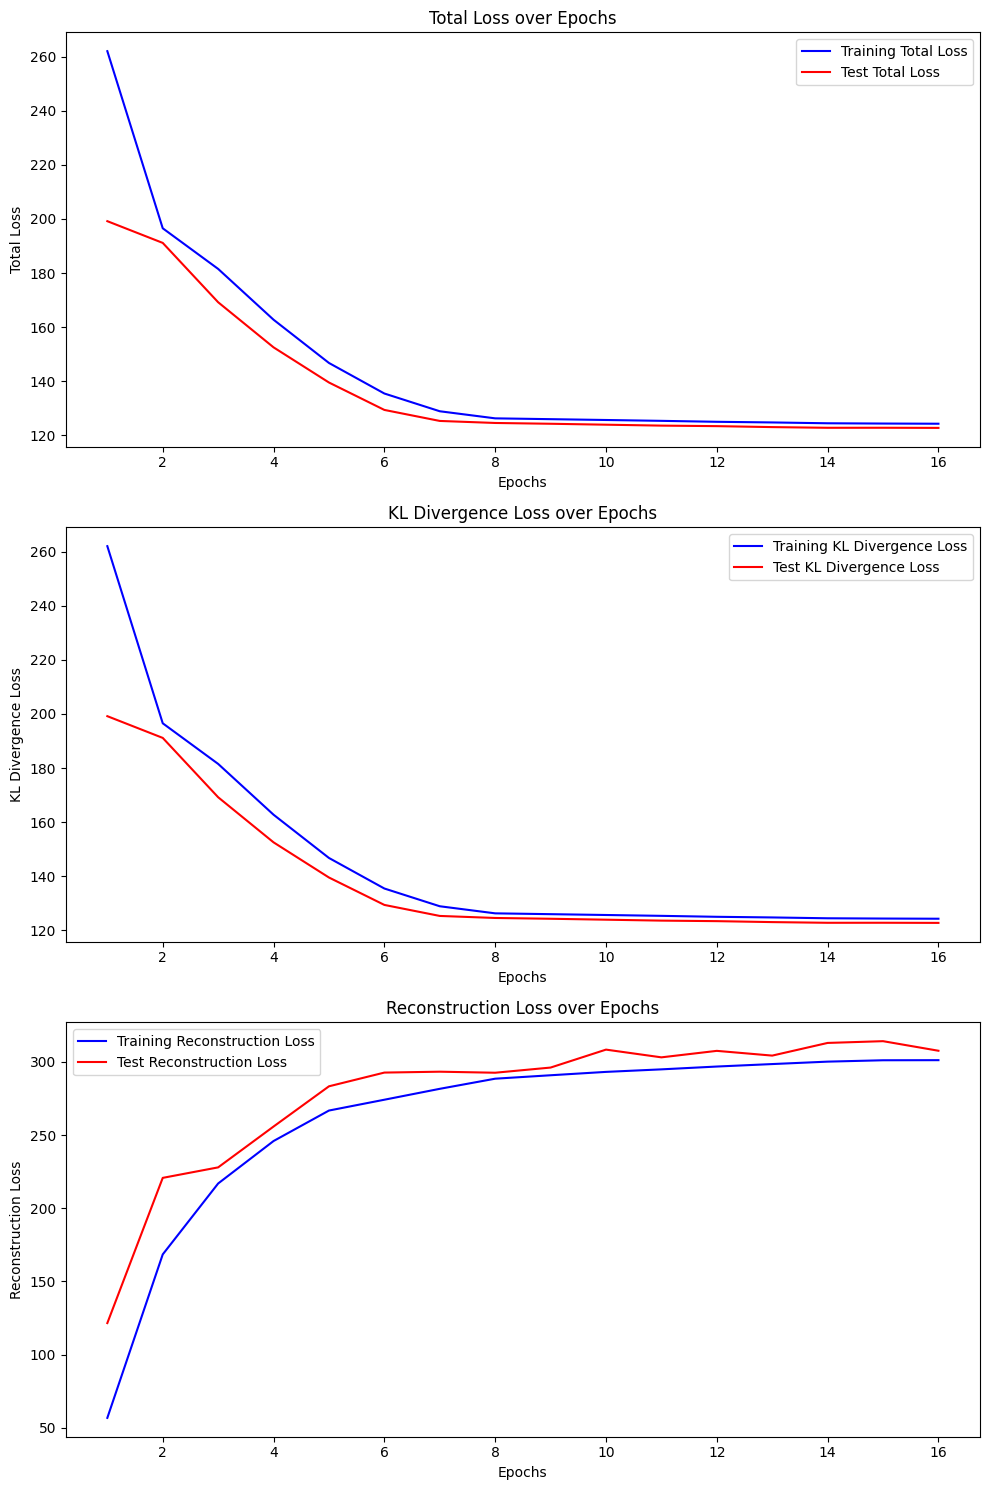 Total Loss over Epochs
Training Total Loss
Test Total Loss
260
240
220
200
180
160
140
120
Total Loss
2 4 6 8 10 12 14 16
Epochs
KL Divergence Loss over Epochs
Training KL Divergence Loss
Test KL Divergence Loss
260
240
220
200
180
160
140
120
KL Divergence Loss
2 4 6 8 10 12 14 16
Epochs
Reconstruction Loss over Epochs
Training Reconstruction Loss
Test Reconstruction Loss
300
250
200
150
100
50
Reconstruction Loss
2 4 6 8 10 12 14 16
Epochs